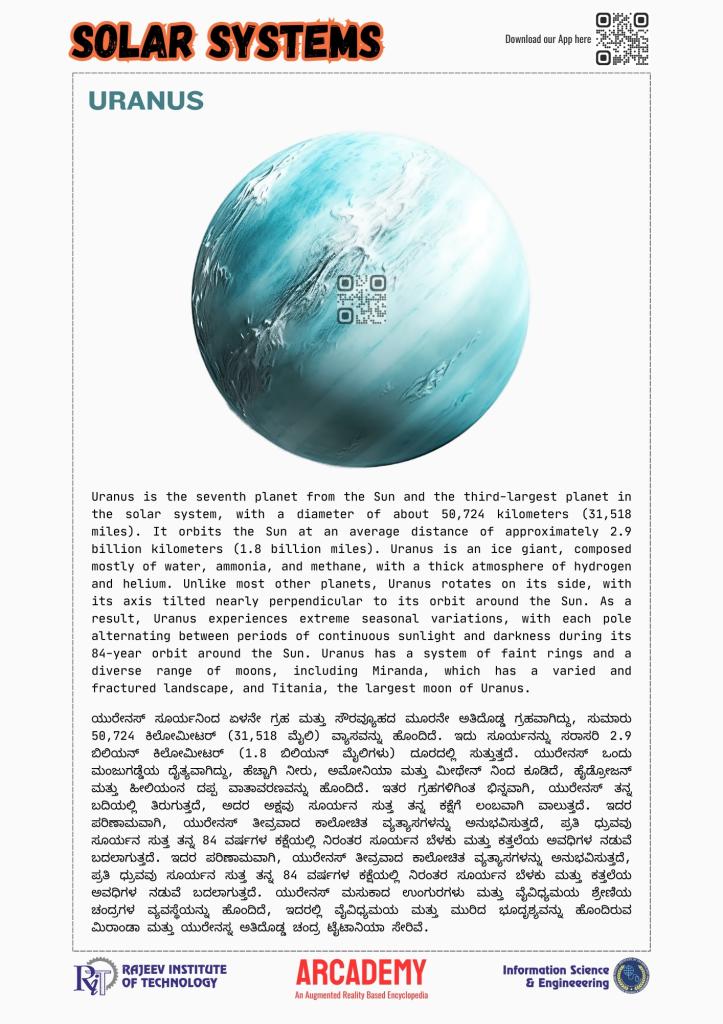 SOLAR SYSTEMS
Download our App here
URANUS
Uranus is the seventh planet from the Sun and the third-largest planet in
the solar system, with a diameter of about 50,724 kilometers (31,518
miles). It orbits the Sun at an average distance of approximately 2.9
billion kilometers (1.8 billion miles). Uranus is an ice giant, composed
mostly of water, ammonia, and methane, with a thick atmosphere of hydrogen
and helium. Unlike most other planets, Uranus rotates on its side, with
its axis tilted nearly perpendicular to its orbit around the Sun. As a
result, Uranus experiences extreme seasonal variations, with each pole
alternating between periods of continuous sunlight and darkness during its
84-year orbit around the Sun. Uranus has a system of faint rings and a
diverse range of moons, including Miranda, which has a varied and
fractured landscape, and Titania, the largest moon of Uranus.
ಯುರೇನಸ್ ಸೂರ್ಯನಿಂದ ಏಳನೇ ಗ್ರಹ ಮತ್ತು ಸೌರವ್ಯೂಹದ ಮೂರನೇ ಅತಿದೊಡ್ಡ ಗ್ರಹವಾಗಿದ್ದು, ಸುಮಾರು
50,724 ಕಿಲೋಮೀಟರ್ (31,518 ಮೈಲಿ) ವ್ಯಾಸವನ್ನು ಹೊಂದಿದೆ. ಇದು ಸೂರ್ಯನನ್ನು ಸರಾಸರಿ 2.9
ಬಿಲಿಯನ್ ಕಿಲೋಮೀಟರ್ (1.8 ಬಿಲಿಯನ್ ಮೈಲಿಗಳು) ದೂರದಲ್ಲಿ ಸುತ್ತುತ್ತದೆ. ಯುರೇನಸ್ ಒಂದು
ಮಂಜುಗಡ್ಡೆಯ ದೈತ್ಯವಾಗಿದ್ದು, ಹೆಚ್ಚಾಗಿ ನೀರು, ಅಮೋನಿಯಾ ಮತ್ತು ಮೀಥೇನ್ ನಿಂದ ಕೂಡಿದೆ, ಹೈಡ್ರೋಜನ್
ಮತ್ತು ಹೀಲಿಯಂನ ದಪ್ಪ ವಾತಾವರಣವನ್ನು ಹೊಂದಿದೆ. ಇತರ ಗ್ರಹಗಳಿಗಿಂತ ಭಿನ್ನವಾಗಿ, ಯುರೇನಸ್ ತನ್ನ
ಬದಿಯಲ್ಲಿ ತಿರುಗುತ್ತದೆ, ಅದರ ಅಕ್ಷವು ಸೂರ್ಯನ ಸುತ್ತ ತನ್ನ ಕಕ್ಷೆಗೆ ಲಂಬವಾಗಿ ವಾಲುತ್ತದೆ. ಇದರ
ಪರಿಣಾಮವಾಗಿ, ಯುರೇನಸ್ ತೀವ್ರವಾದ ಕಾಲೋಚಿತ ವ್ಯತ್ಯಾಸಗಳನ್ನು ಅನುಭವಿಸುತ್ತದೆ, ಪ್ರತಿ ಧ್ರುವವು
ಸೂರ್ಯನ ಸುತ್ತ ತನ್ನ 84 ವರ್ಷಗಳ ಕಕ್ಷೆಯಲ್ಲಿ ನಿರಂತರ ಸೂರ್ಯನ ಬೆಳಕು ಮತ್ತು ಕತ್ತಲೆಯ ಅವಧಿಗಳ ನಡುವೆ
ಬದಲಾಗುತ್ತದೆ. ಇದರ ಪರಿಣಾಮವಾಗಿ, ಯುರೇನಸ್ ತೀವ್ರವಾದ ಕಾಲೋಚಿತ ವ್ಯತ್ಯಾಸಗಳನ್ನು ಅನುಭವಿಸುತ್ತದೆ,
ಪ್ರತಿ ಧ್ರುವವು ಸೂರ್ಯನ ಸುತ್ತ ತನ್ನ 84 ವರ್ಷಗಳ ಕಕ್ಷೆಯಲ್ಲಿ ನಿರಂತರ ಸೂರ್ಯನ ಬೆಳಕು ಮತ್ತು ಕತ್ತಲೆಯ
ಅವಧಿಗಳ ನಡುವೆ ಬದಲಾಗುತ್ತದೆ. ಯುರೇನಸ್ ಮಸುಕಾದ ಉಂಗುರಗಳು ಮತ್ತು ವೈವಿಧ್ಯಮಯ ಶ್ರೇಣಿಯ
ಚಂದ್ರಗಳ ವ್ಯವಸ್ಥೆಯನ್ನು ಹೊಂದಿದೆ, ಇದರಲ್ಲಿ ವೈವಿಧ್ಯಮಯ ಮತ್ತು ಮುರಿದ ಭೂದೃಶ್ಯವನ್ನು ಹೊಂದಿರುವ
ಮಿರಾಂಡಾ ಮತ್ತು ಯುರೇನಸ್ನ ಅತಿದೊಡ್ಡ ಚಂದ್ರ ಟೈಟಾನಿಯಾ ಸೇರಿವೆ.
RiT RAJEEV INSTITUTE
OF TECHNOLOGY
ARCADEMY
An Augmented Reality Based Encyclopedia
Information Science
& Engineeering